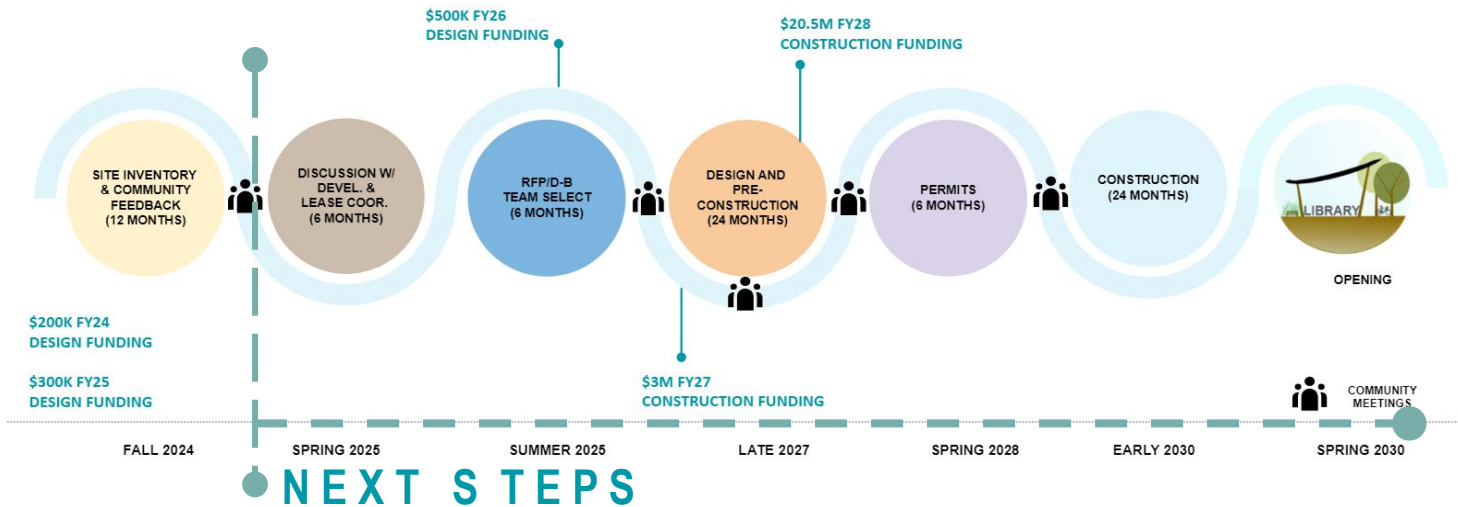 $500K FY26
DESIGN FUNDING
$20.5M FY28
CONSTRUCTION FUNDING
SITE INVENTORY
& COMMUNITY
FEEDBACK
(12 MONTHS)
DISCUSSION W/
DEVEL. &
LEASE COOR.
(6 MONTHS)
RFP/D-B
TEAM SELECT
(6 MONTHS)
DESIGN AND
PRE-
CONSTRUCTION
(24 MONTHS)
PERMITS
(6 MONTHS)
CONSTRUCTION
(24 MONTHS)
LIBRARY
OPENING
$200K FY24
DESIGN FUNDING
$300K FY25
DESIGN FUNDING
$3M FY27
CONSTRUCTION FUNDING
COMMUNITY
MEETINGS
FALL 2024
SPRING 2025
SUMMER 2025
LATE 2027
SPRING 2028
EARLY 2030
SPRING 2030
NEXT STEPS